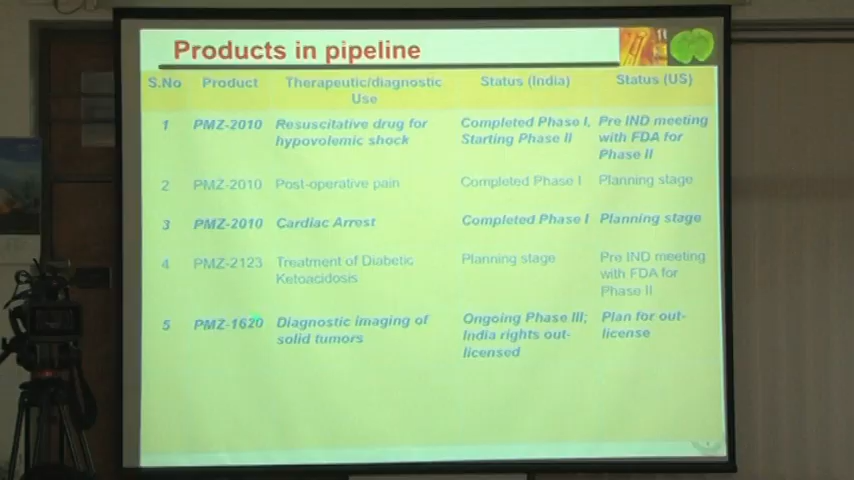 Products in pipeline
S.No Product Therapeutic/diagnostic Use Status (India) Status (US)
1 PMZ-2010 Resuscitative drug for hypovolemic shock Completed Phase I, Starting Phase II Pre IND meeting with FDA for Phase II
2 PMZ-2010 Post-operative pain Completed Phase I Planning stage
3 PMZ-2010 Cardiac Arrest Completed Phase I Planning stage
4 PMZ-2123 Treatment of Diabetic Ketoacidosis Planning stage Pre IND meeting with FDA for Phase II
5 PMZ-1620 Diagnostic imaging of solid tumors Ongoing Phase III; India rights out-licensed Plan for out-license